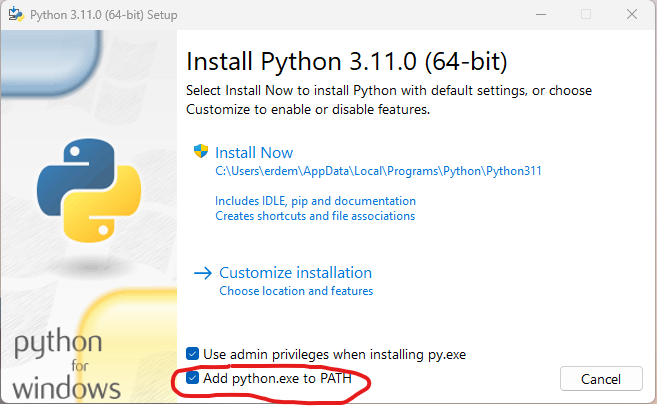 Python 3.11.0 (64-bit) Setup
Install Python 3.11.0 (64-bit)
Select Install Now to install Python with default settings, or choose
Customize to enable or disable features.
Install Now
C:\Users\erdem\AppData\Local\Programs\Python\Python311
Includes IDLE, pip and documentation
Creates shortcuts and file associations
Customize installation
Choose location and features
Use admin privileges when installing py.exe
Add python.exe to PATH
Cancel
python
for
windows